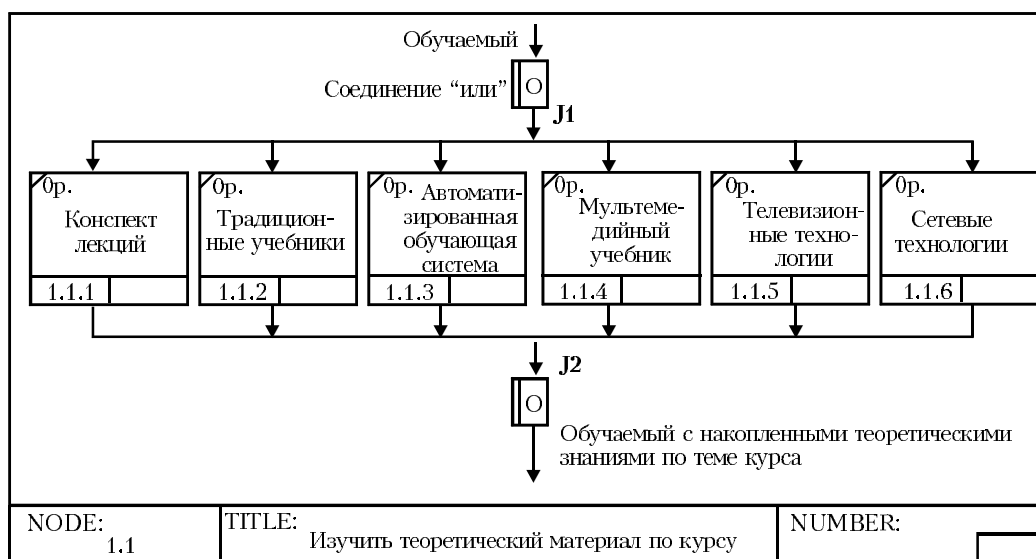 Обучаемый
Соединение “или”
О
J1
0р.
Конспект
лекций
1.1.1
0р.
Традицион-
ные учебники
1.1.2
0р.
Автомати-
зированная
обучающая
система
1.1.3
0р.
Мультеме-
дийный
учебник
1.1.4
0р.
Телевизион-
ные техно-
логии
1.1.5
0р.
Сетевые
технологии
1.1.6
J2
О
Обучаемый с накопленными теоретическими
знаниями по теме курса
NODE:
1.1
TITLE:
Изучить теоретический материал по курсу
NUMBER: